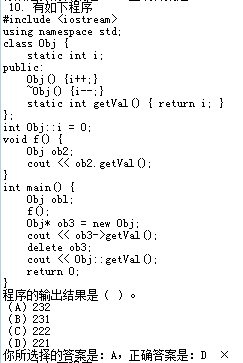 10. 有如下程序
#include <iostream>
using namespace std;
class Obj {
static int i;
public:
Obj() {i++;}
~Obj() {i--;}
static int getVal() { return i; }
};
int Obj::i = 0;
void f() {
Obj ob2;
cout << ob2.getVal();
}
int main() {
Obj ob1;
f();
Obj* ob3 = new Obj;
cout << ob3->getVal();
delete ob3;
cout << Obj::getVal();
return 0;
}
程序的输出结果是( )。
(A) 232
(B) 231
(C) 222
(D) 221
你所选择的答案是: A, 正确答案是: D ×